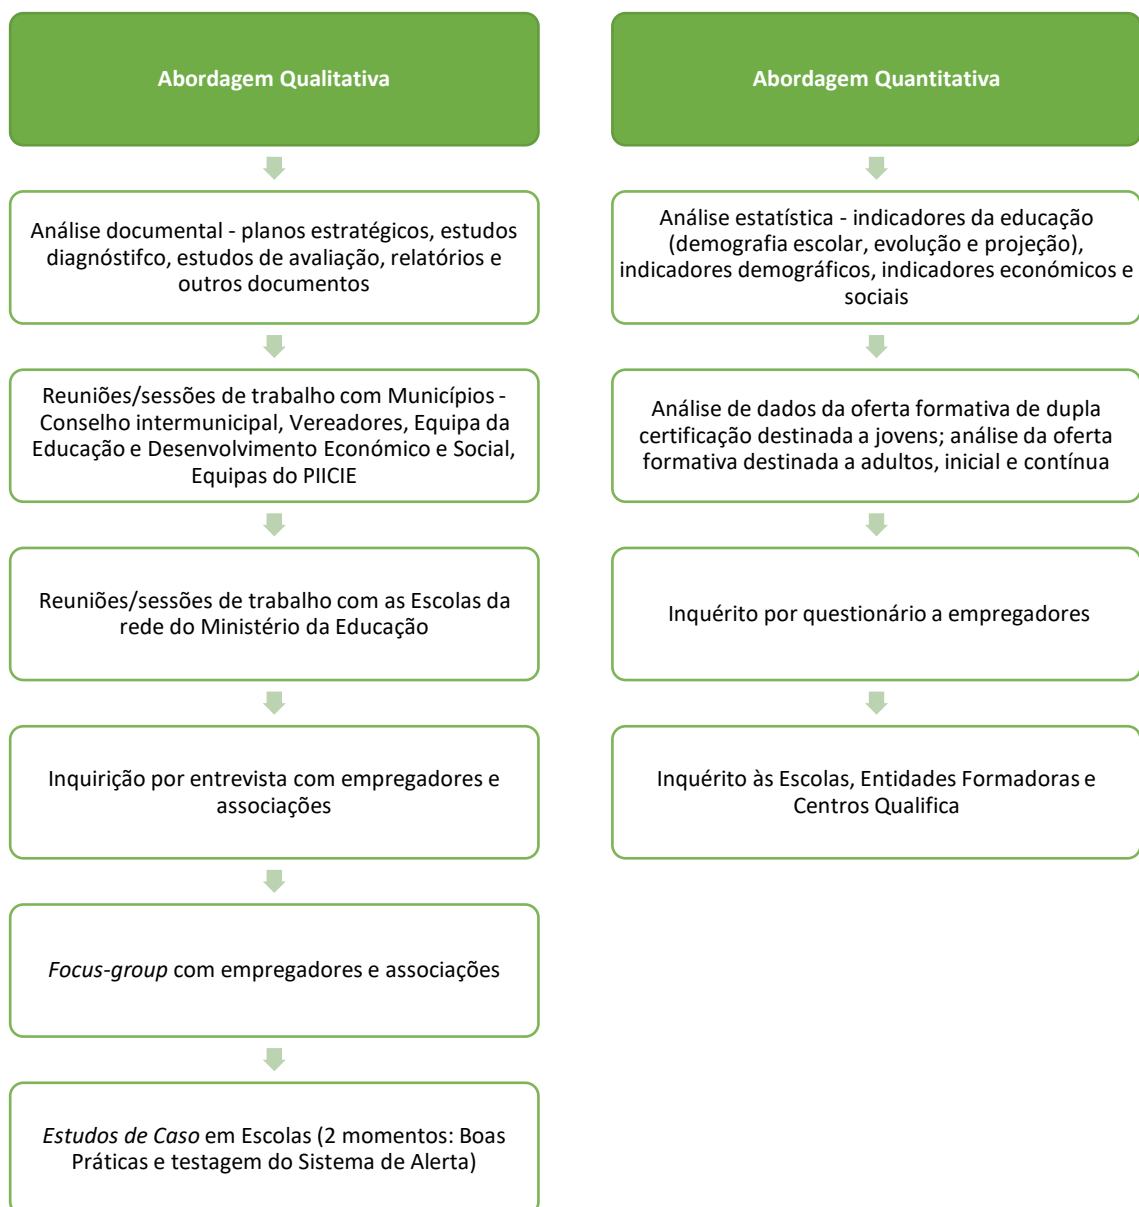 Abordagem Qualitativa
Análise documental - planos estratégicos, estudos
diagnóstifco, estudos de avaliação, relatórios e
outros documentos
Reuniões/sessões de trabalho com Municípios -
Conselho intermunicipal, Vereadores, Equipa da
Educação e Desenvolvimento Económico e Social,
Equipas do PIICIE
Reuniões/sessões de trabalho com as Escolas da
rede do Ministério da Educação
Inquirição por entrevista com empregadores e
associações
Focus-group com empregadores e associações
Estudos de Caso em Escolas (2 momentos: Boas
Práticas e testagem do Sistema de Alerta)
Abordagem Quantitativa
Análise estatística - indicadores da educação
(demografia escolar, evolução e projeção),
indicadores demográficos, indicadores económicos e
sociais
Análise de dados da oferta formativa de dupla
certificação destinada a jovens; análise da oferta
formativa destinada a adultos, inicial e contínua
Inquérito por questionário a empregadores
Inquérito às Escolas, Entidades Formadoras e
Centros Qualifica